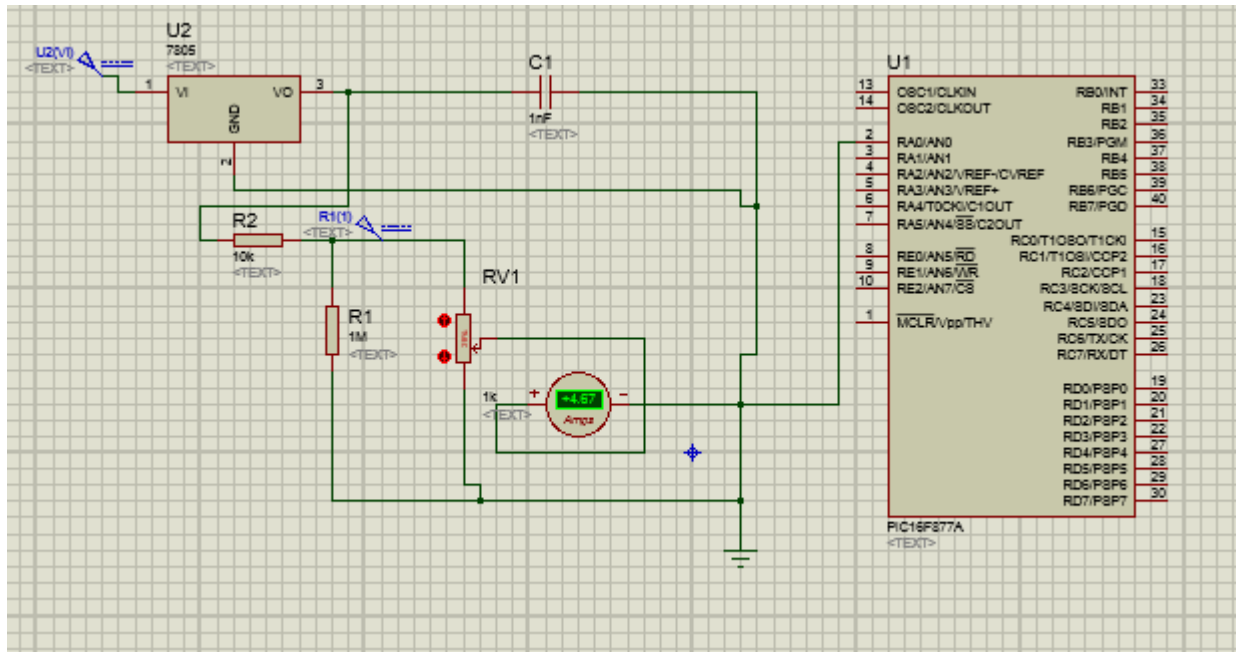 U2
7805
<TEXT>
U2(VI)
<TEXT>
1
VI
VO
3
GND
2
C1
1nF
<TEXT>
R2
10k
<TEXT>
R1(1)
<TEXT>
R1
1M
<TEXT>
RV1
1k
<TEXT>
+
-
+4.67
Amps
U1
13 OSC1/CLKIN
14 OSC2/CLKOUT
2 RA0/AN0
3 RA1/AN1
4 RA2/AN2/VREF-/CVREF
5 RA3/AN3/VREF+
6 RA4/T0CKI/C1OUT
7 RA5/AN4/SS/C2OUT
8 RE0/AN5/RD
9 RE1/AN6/WR
10 RE2/AN7/CS
1 MCLR/Vpp/THV
RB0/INT 33
RB1 34
RB2 35
RB3/PGM 36
RB4 37
RB5 38
RB6/PGC 39
RB7/PGD 40
RC0/T1OSO/T1CKI 15
RC1/T1OSI/CCP2 16
RC2/CCP1 17
RC3/SCK/SCL 18
RC4/SDI/SDA 23
RC5/SDO 24
RC6/TX/CK 25
RC7/RX/DT 26
RD0/PSP0 19
RD1/PSP1 20
RD2/PSP2 21
RD3/PSP3 22
RD4/PSP4 27
RD5/PSP5 28
RD6/PSP6 29
RD7/PSP7 30
PIC16F877A
<TEXT>